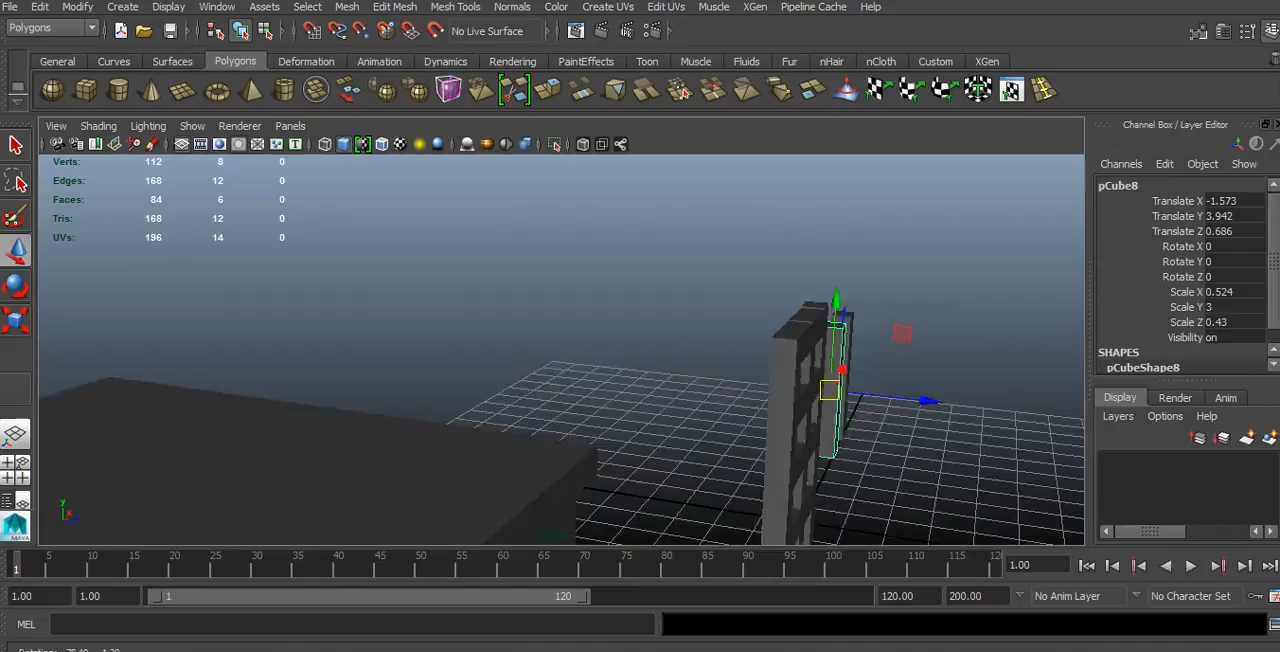 File Edit Modify Create Display Window Assets Select Mesh Edit Mesh Mesh Tools Normals Color Create UVs Edit UVs Muscle XGen Pipeline Cache Help
Polygons No Live Surface
General Curves Surfaces Polygons Deformation Animation Dynamics Rendering PaintEffects Toon Muscle Fluids Fur nHair nCloth Custom XGen
View Shading Lighting Show Renderer Panels
Channel Box / Layer Editor
Channels Edit Object Show
Verts: 112 8 0
Edges: 168 12 0
Faces: 84 6 0
Tris: 168 12 0
UVs: 196 14 0
pCube8
Translate X -1.573
Translate Y 3.942
Translate Z 0.686
Rotate X 0
Rotate Y 0
Rotate Z 0
Scale X 0.524
Scale Y 3
Scale Z 0.43
Visibility on
SHAPES
pCubeShape8
Display Render Anim
Layers Options Help
y
x
MAYA
5 10 15 20 25 30 35 40 45 50 55 60 65 70 75 80 85 90 95 100 105 110 115
1
1.00
1.00 1.00 1 120 120.00 200.00 No Anim Layer No Character Set
MEL